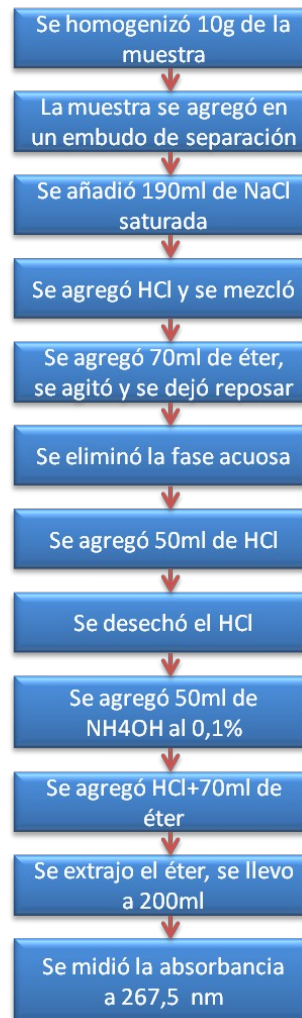 Se homogenizó 10g de la
muestra
La muestra se agregó en
un embudo de separación
Se añadió 190ml de NaCl
saturada
Se agregó HCl y se mezcló
Se agregó 70ml de éter,
se agitó y se dejó reposar
Se eliminó la fase acuosa
Se agregó 50ml de HCl
Se desechó el HCl
Se agregó 50ml de
NH4OH al 0,1%
Se agregó HCl+70ml de
éter
Se extrajo el éter, se llevo
a 200ml
Se midió la absorbancia
a 267,5 nm